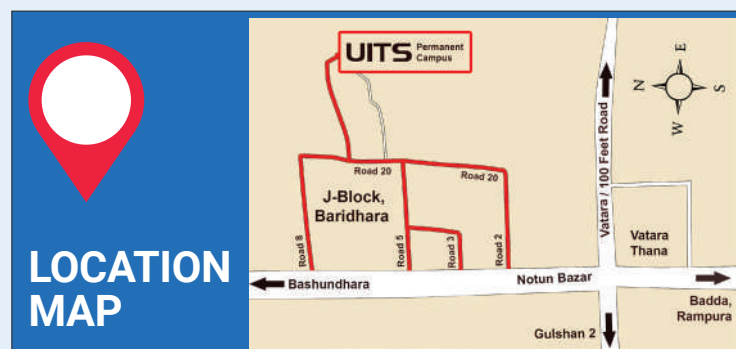 LOCATION
MAP
UITS Permanent
Campus
E
N
S
W
Road 20
Road 20
J-Block,
Baridhara
Road 8
Road 5
Road 3
Road 2
Vatara / 100 Feet Road
Vatara
Thana
Bashundhara
Notun Bazar
Badda,
Rampura
Gulshan 2